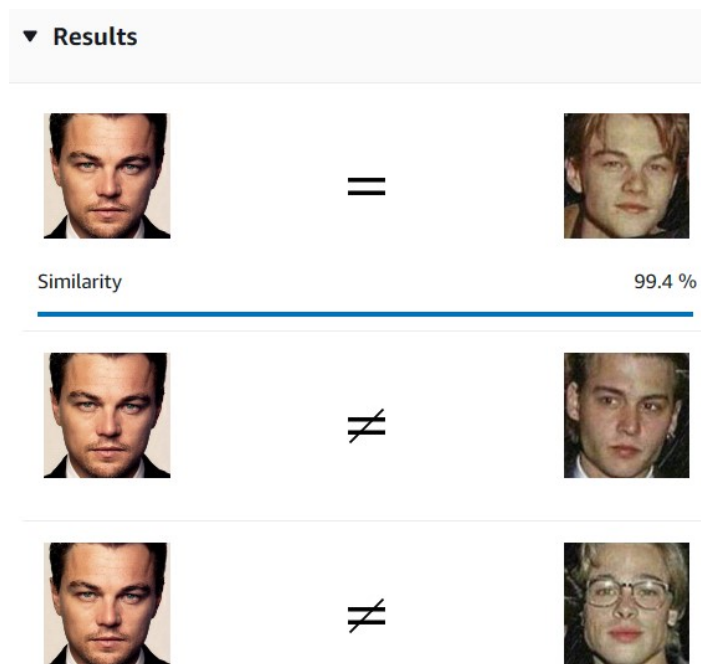 ▼ Results
=
Similarity 99.4 %
≠
≠